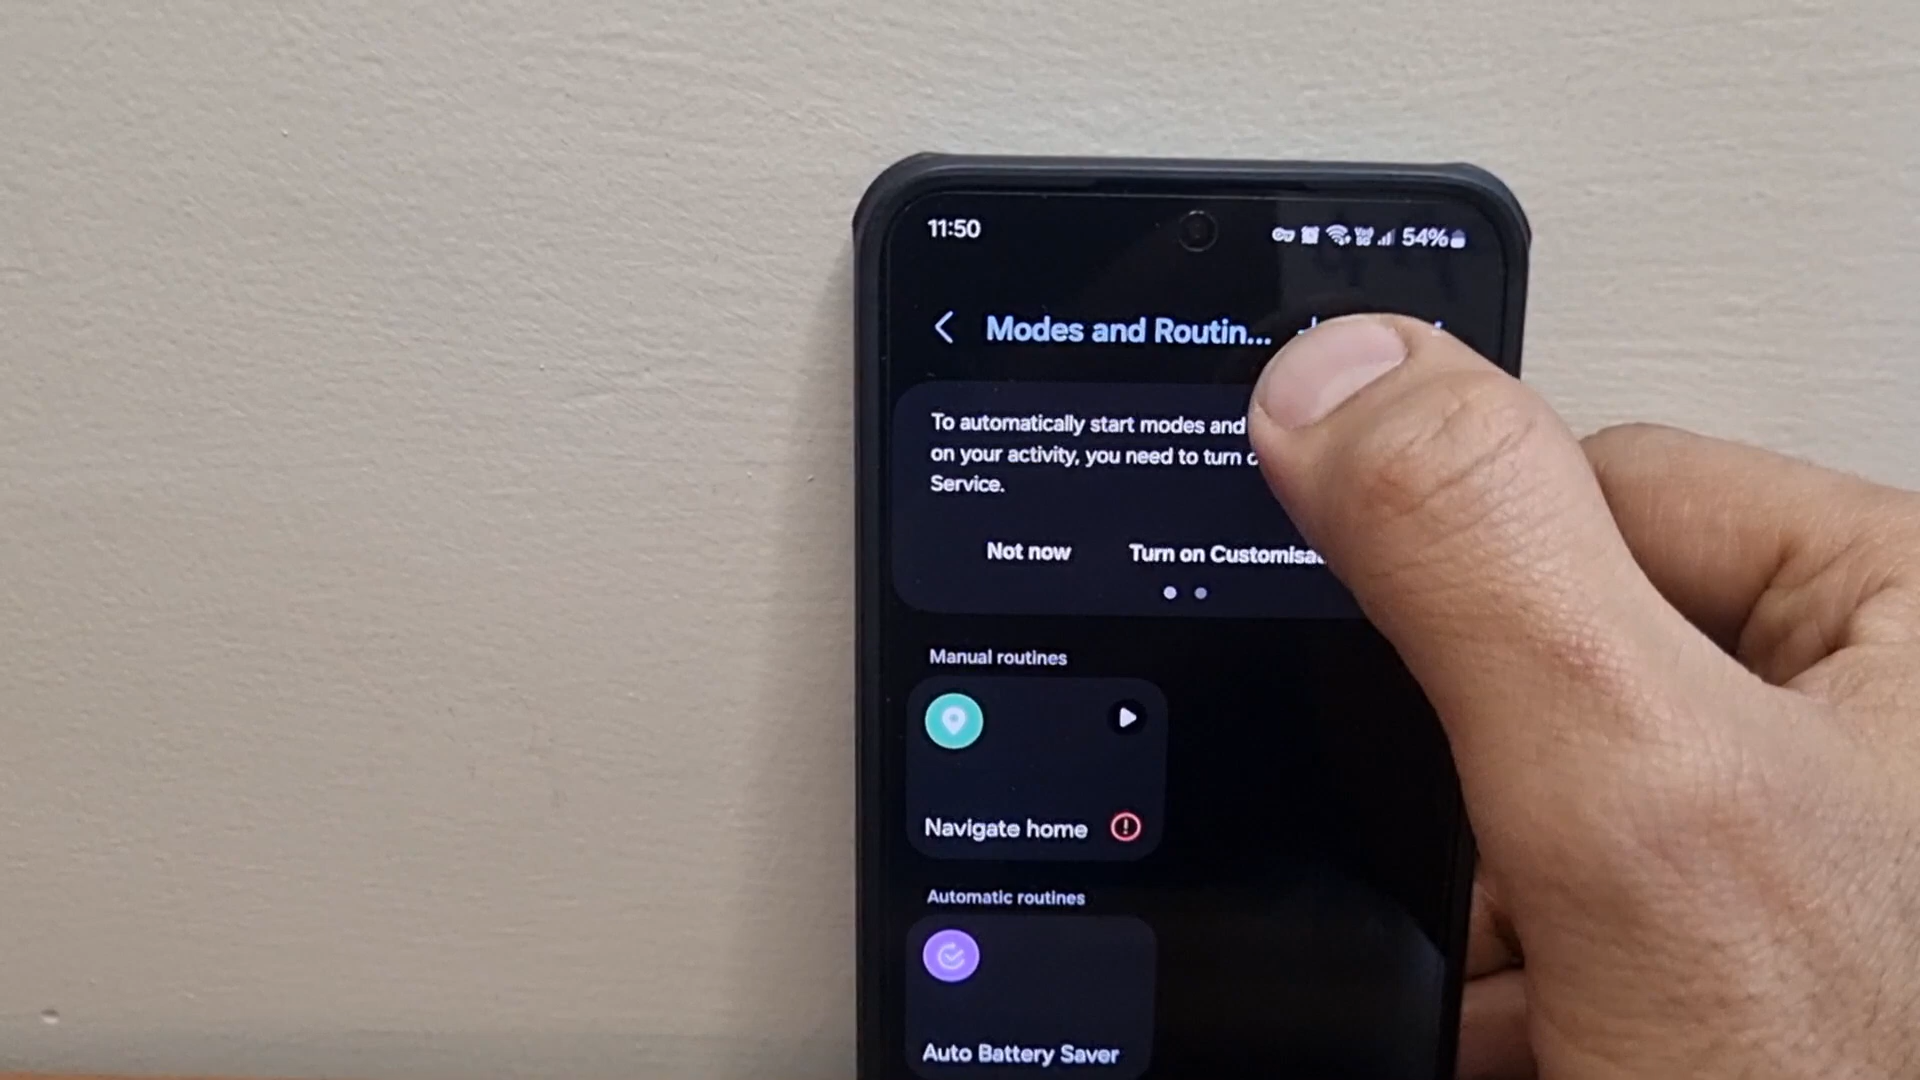 11:50
54%
Modes and Routin...
To automatically start modes and
on your activity, you need to turn
Service.
Not now
Turn on Customisa
Manual routines
Navigate home
Automatic routines
Auto Battery Saver